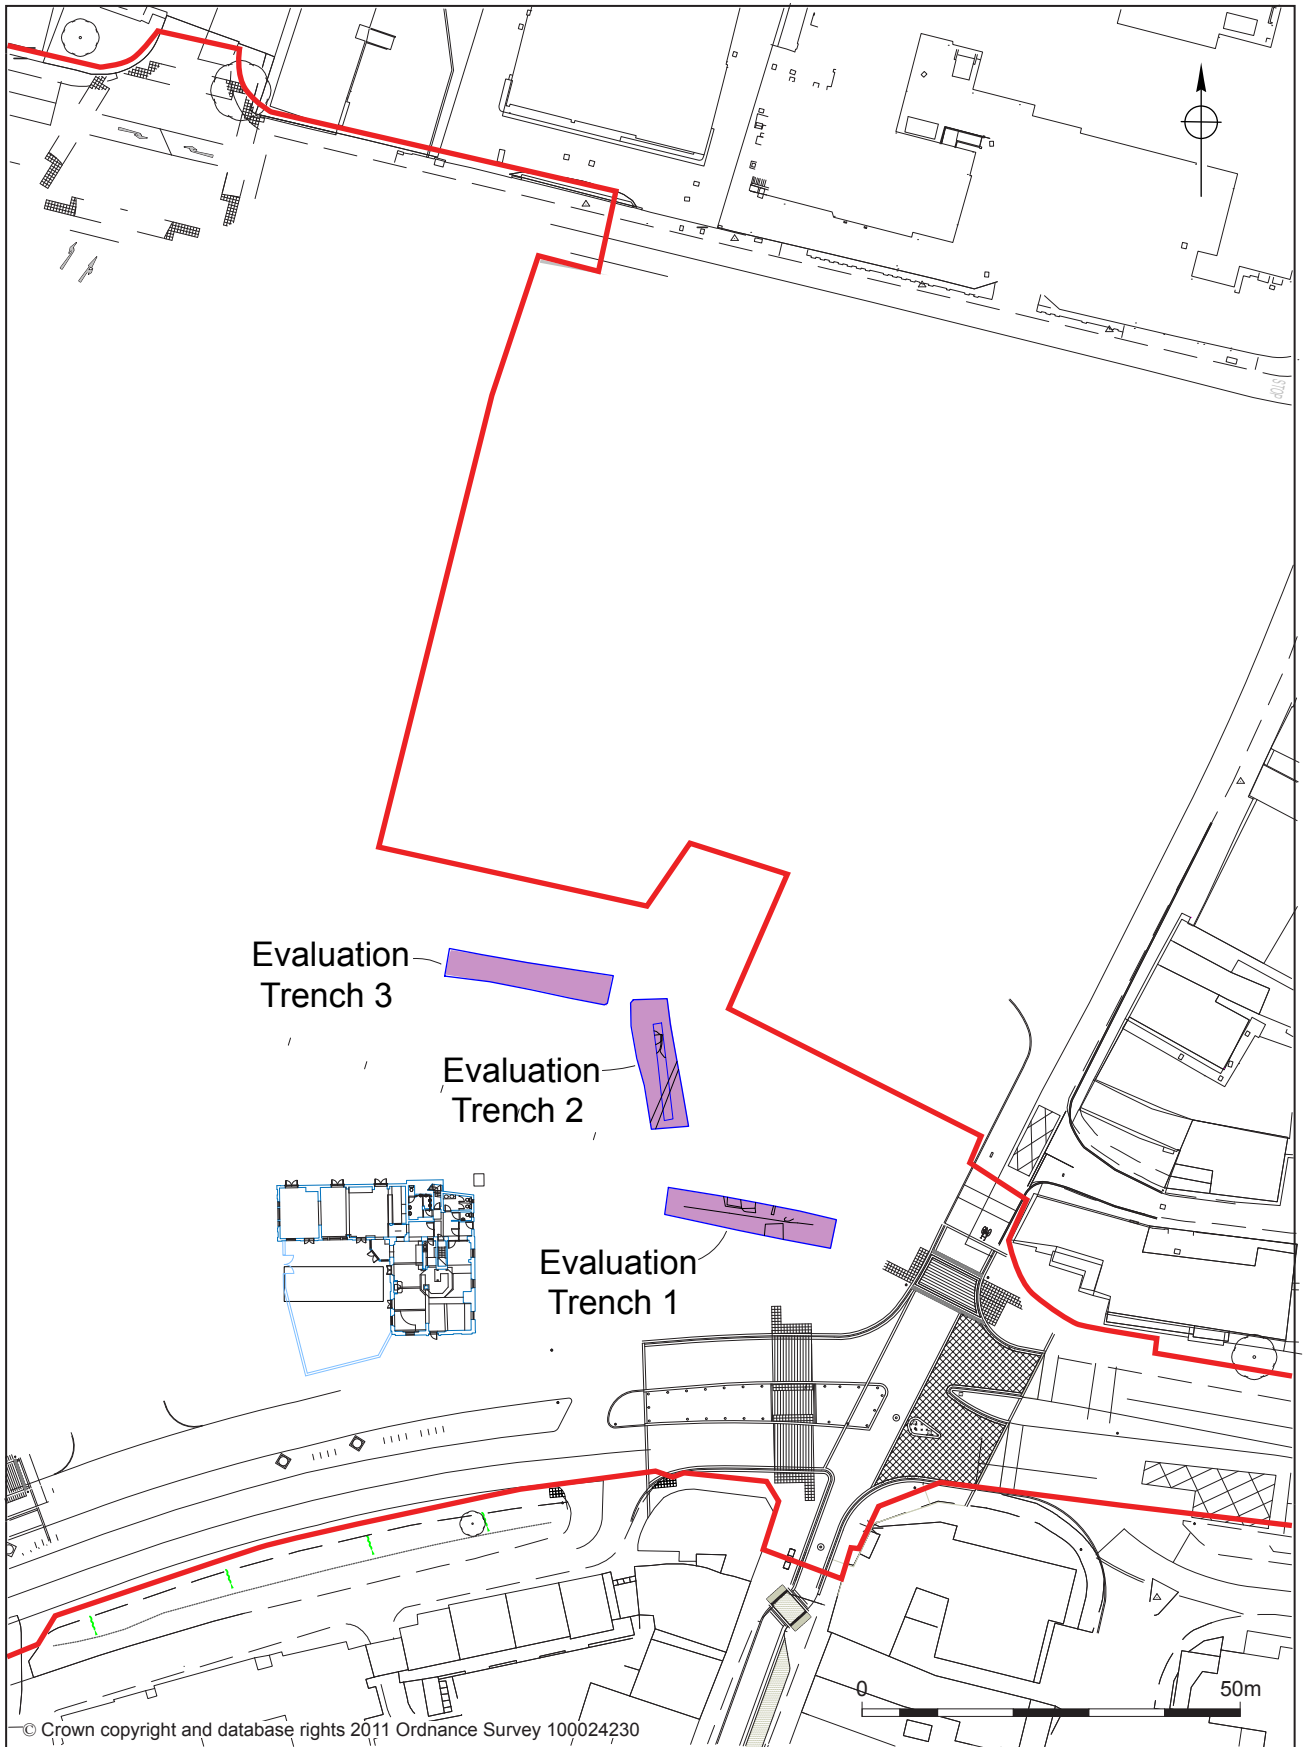 STOP
Evaluation
Trench 3
Evaluation
Trench 2
Evaluation
Trench 1
0 50m
© Crown copyright and database rights 2011 Ordnance Survey 100024230